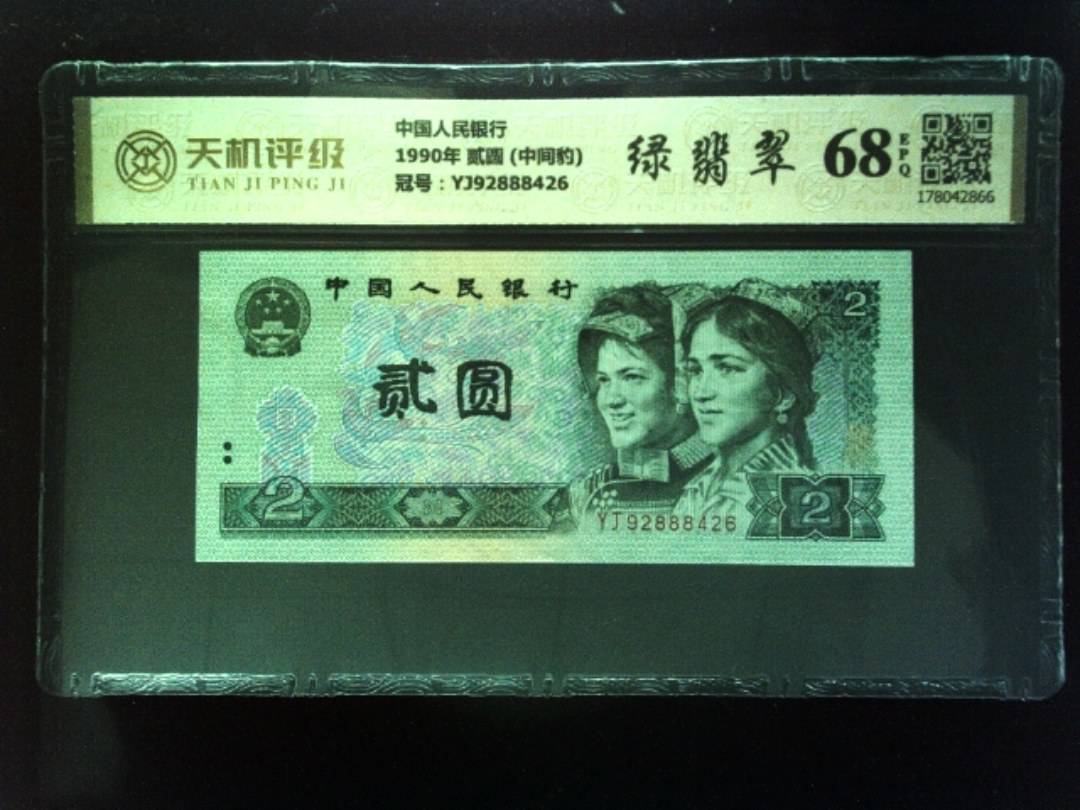 天机评级
TIAN JI PING JI
中国人民银行
1990年 贰圆 (中间豹)
冠号：YJ92888426
绿翡翠
68
EPQ
178042866
中国人民银行
2
贰圆
2
YJ92888426
2